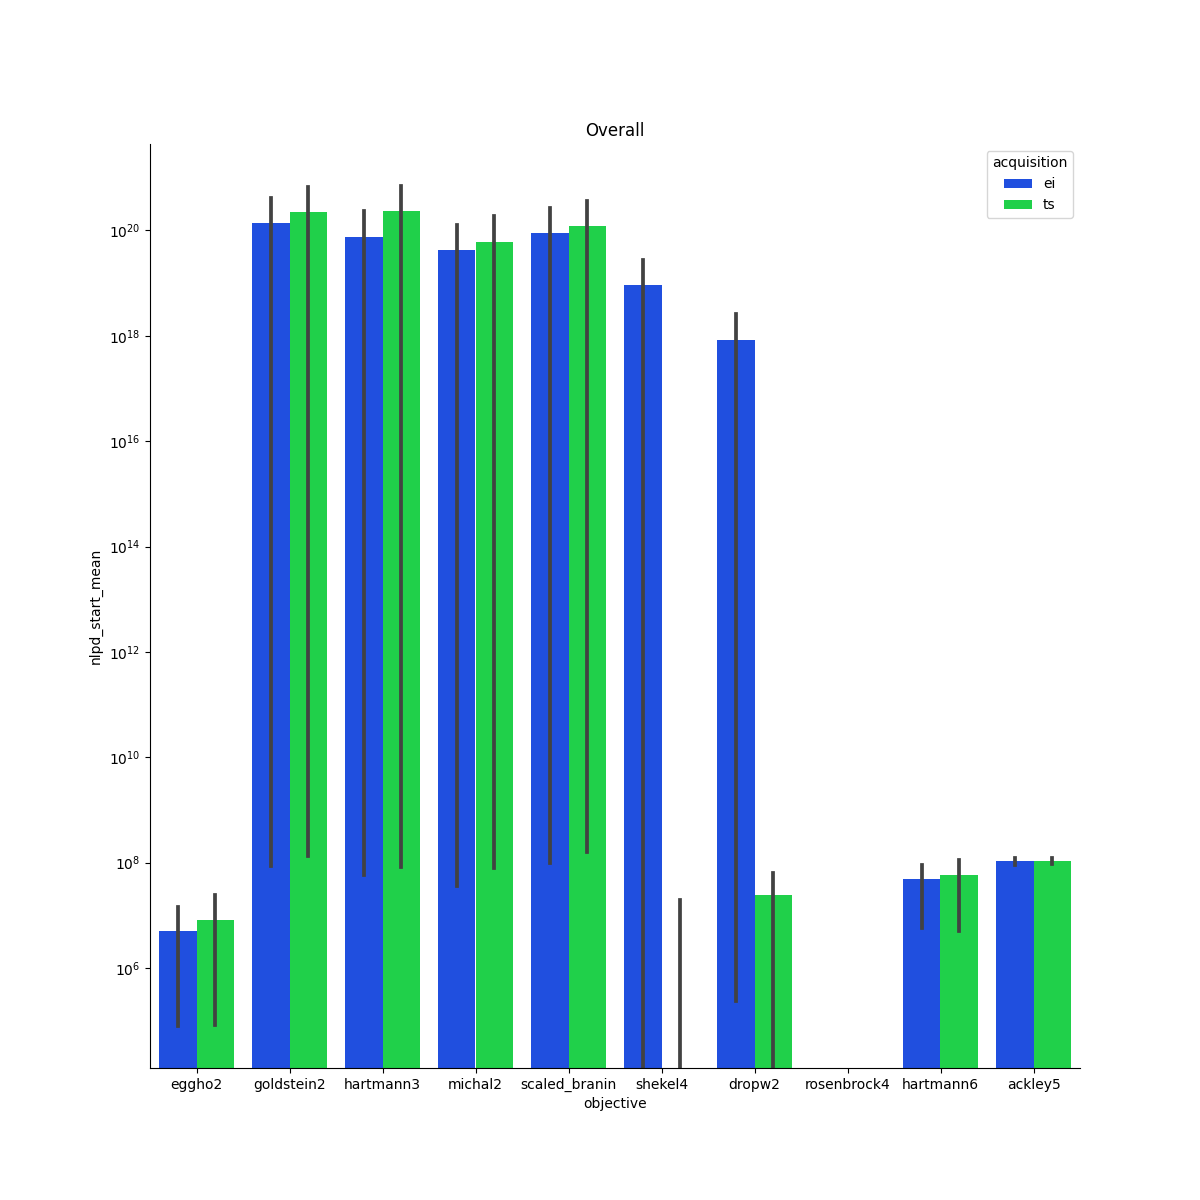 Overall
acquisition
ei
ts
nlpd_start_mean
10^20
10^18
10^16
10^14
10^12
10^10
10^8
10^6
eggho2 goldstein2 hartmann3 michal2 scaled_branin shekel4 dropw2 rosenbrock4 hartmann6 ackley5
objective